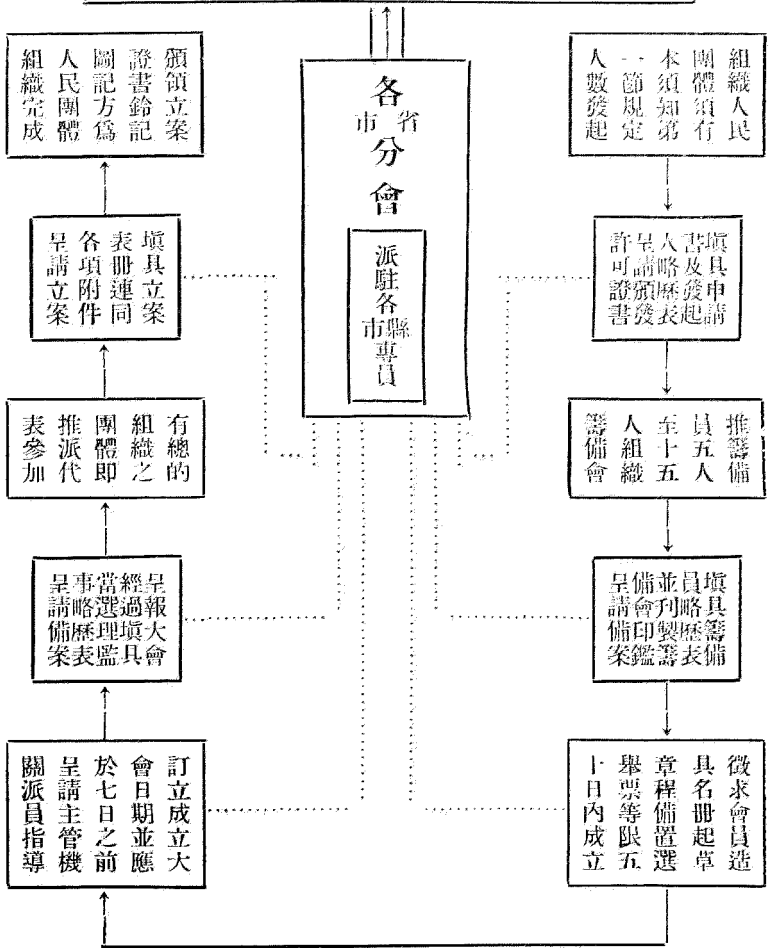 組織人民
團體須有
本須知第
一節規定
人數發起
塡具申請
書及發起
人略歷表
呈請頒發
許可證書
推籌備
員五人
至十五
人組織
籌備會
塡具籌備
員略歷表
並刊製籌
備會印鑑
呈請備案
徵求會員造
具名册起草
章程備置選
舉票等限五
十日內成立
各省市分會
派駐各縣市專員
頒領立案
證書鈐記
圖記方爲
人民團體
組織完成
塡具立案
表册連同
各項附件
呈請立案
有總的
組織之
團體卽
推派代
表參加
呈報大會
經過塡具
當選理監
事略歷表
呈請備案
訂立成立大
會日期並應
於七日之前
呈請主管機
關派員指導